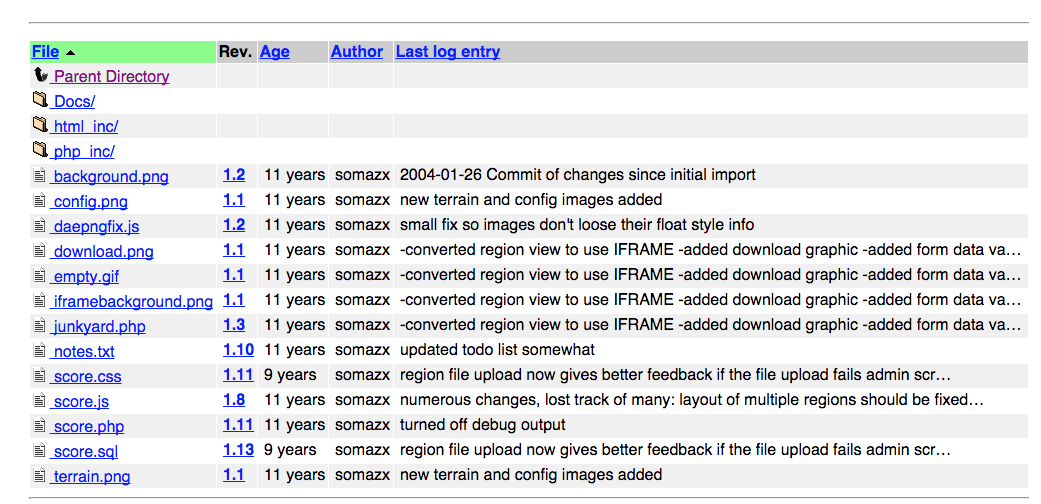 File Rev. Age Author Last log entry
Parent Directory
Docs/
html_inc/
php_inc/
background.png 1.2 11 years somazx 2004-01-26 Commit of changes since initial import
config.png 1.1 11 years somazx new terrain and config images added
daepngfix.js 1.2 11 years somazx small fix so images don't loose their float style info
download.png 1.1 11 years somazx -converted region view to use IFRAME -added download graphic -added form data va…
empty.gif 1.1 11 years somazx -converted region view to use IFRAME -added download graphic -added form data va…
iframebackground.png 1.1 11 years somazx -converted region view to use IFRAME -added download graphic -added form data va…
junkyard.php 1.3 11 years somazx -converted region view to use IFRAME -added download graphic -added form data va…
notes.txt 1.10 11 years somazx updated todo list somewhat
score.css 1.11 9 years somazx region file upload now gives better feedback if the file upload fails admin scr…
score.js 1.8 11 years somazx numerous changes, lost track of many: layout of multiple regions should be fixed…
score.php 1.11 11 years somazx turned off debug output
score.sql 1.13 9 years somazx region file upload now gives better feedback if the file upload fails admin scr…
terrain.png 1.1 11 years somazx new terrain and config images added